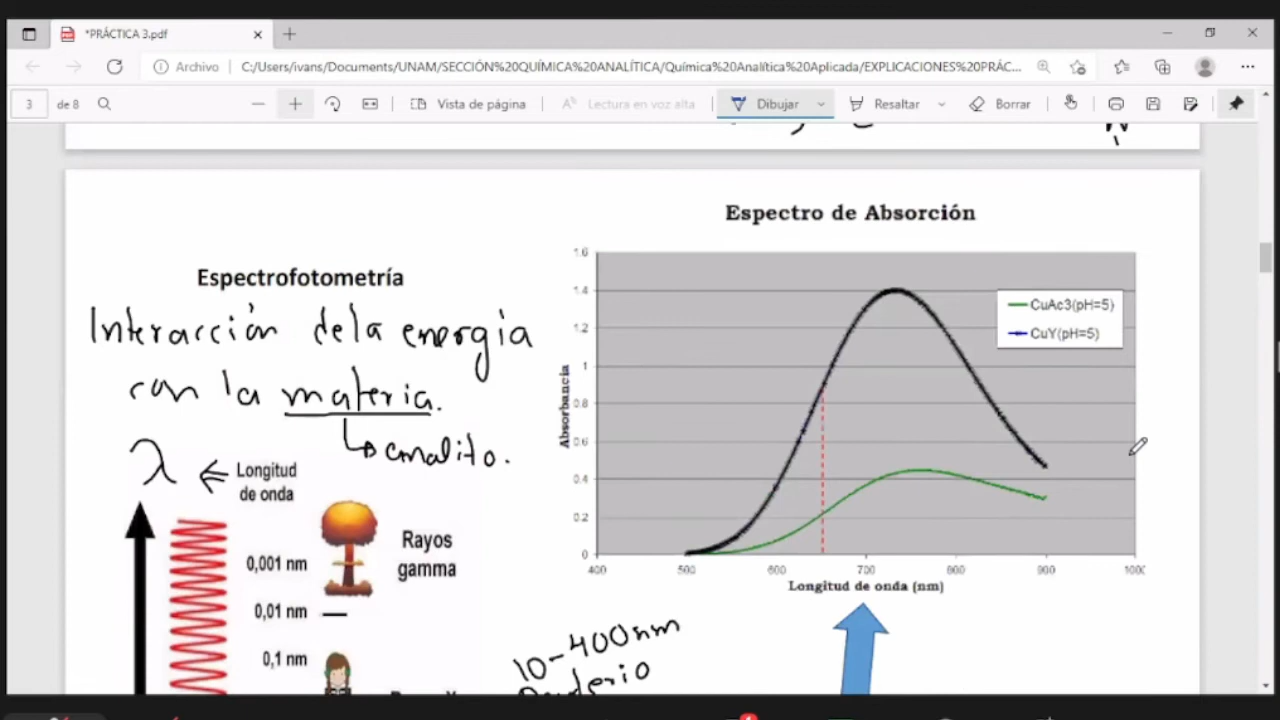 *PRÁCTICA 3.pdf
Archivo C:/Users/ivans/Documents/UNAM/SECCIÓN%20QUÍMICA%20ANALÍTICA/Química%20Analítica%20Aplicada/EXPLICACIONES%20PRÁC...
3 de 8 Vista de página Lectura en voz alta Dibujar Resaltar Borrar
Espectrofotometría
Interacción de la energia
con la materia.
analito.
λ
Longitud
de onda
0,001 nm
Rayos
gamma
0,01 nm
0,1 nm
10-400nm
Espectro de Absorción
1.6
1.4
1.2
1
0.8
0.6
0.4
0.2
0
Absorbancia
CuAc3(pH=5)
CuY(pH=5)
400 500 600 700 800 900 1000
Longitud de onda (nm)